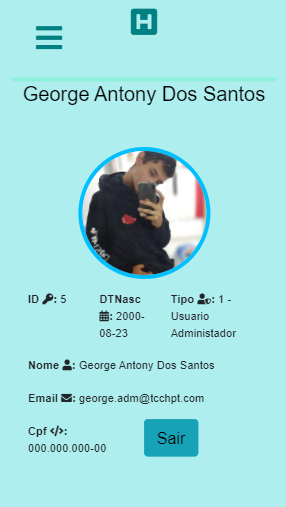 H
George Antony Dos Santos
ID : 5
DTNasc
: 2000-
08-23
Tipo : 1 -
Usuario
Administador
Nome : George Antony Dos Santos
Email : george.adm@tcchpt.com
Cpf </>:
000.000.000-00
Sair